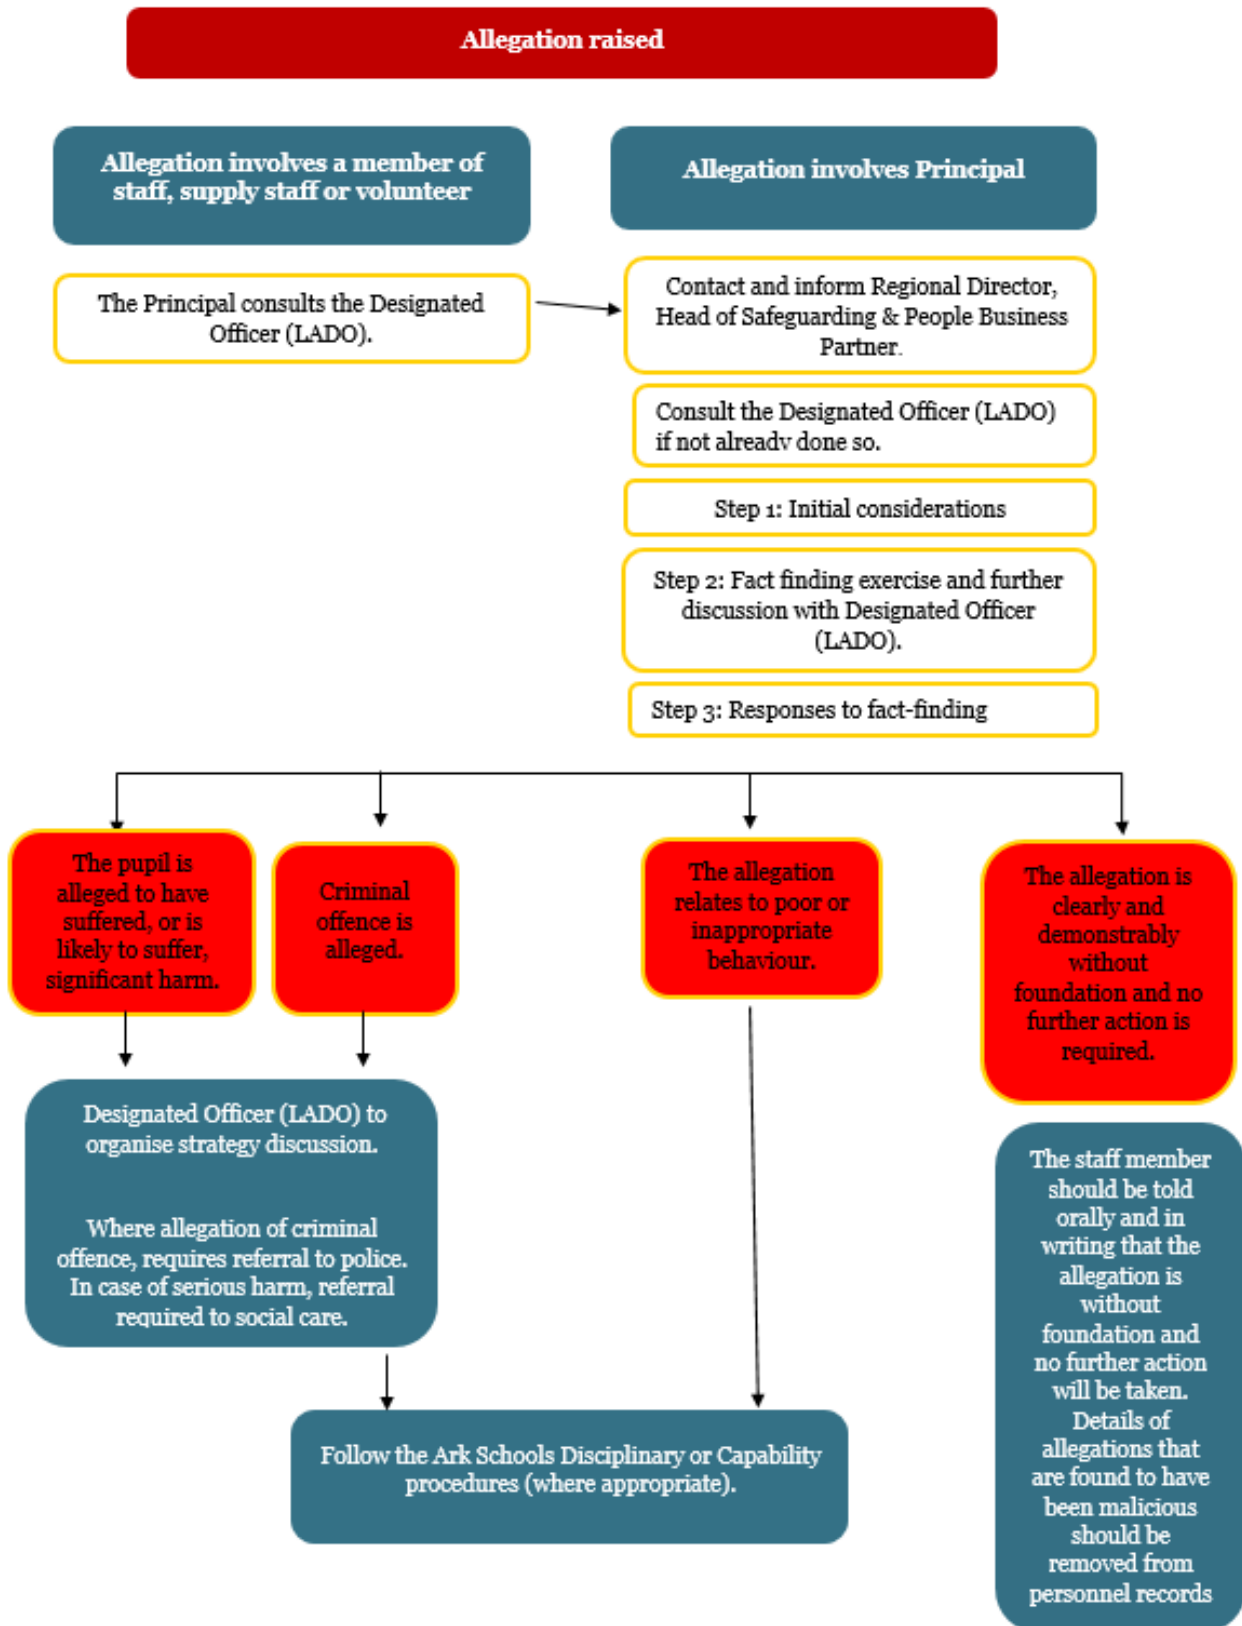 Allegation raised
Allegation involves a member of
staff, supply staff or volunteer
Allegation involves Principal
The Principal consults the Designated
Officer (LADO).
Contact and inform Regional Director,
Head of Safeguarding & People Business
Partner.
Consult the Designated Officer (LADO)
if not already done so.
Step 1: Initial considerations
Step 2: Fact finding exercise and further
discussion with Designated Officer
(LADO).
Step 3: Responses to fact-finding
The pupil is
alleged to have
suffered, or is
likely to suffer,
significant harm.
Criminal
offence is
alleged.
The allegation
relates to poor or
inappropriate
behaviour.
The allegation is
clearly and
demonstrably
without
foundation and no
further action is
required.
Designated Officer (LADO) to
organise strategy discussion.
Where allegation of criminal
offence, requires referral to police.
In case of serious harm, referral
required to social care.
The staff member
should be told
orally and in
writing that the
allegation is
without
foundation and
no further action
will be taken.
Details of
allegations that
are found to have
been malicious
should be
removed from
personnel records
Follow the Ark Schools Disciplinary or Capability
procedures (where appropriate).